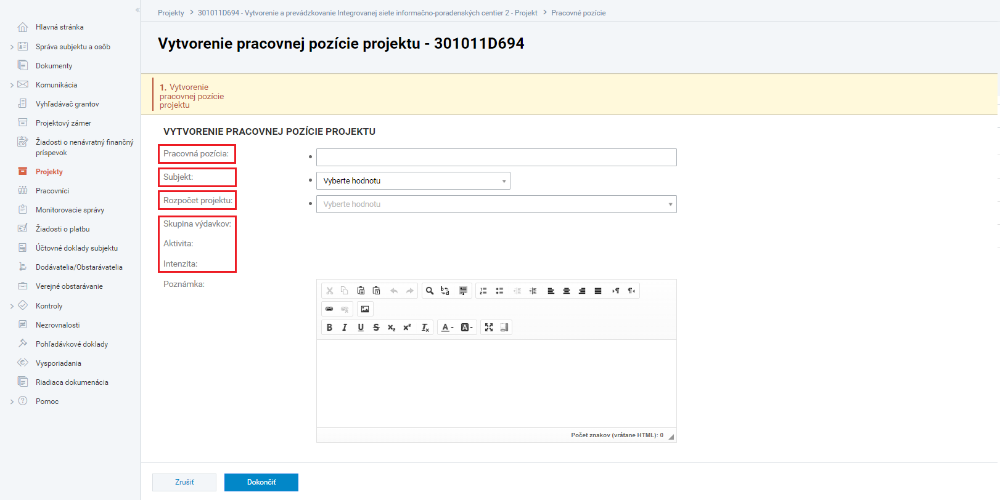 Projekty > 301011D694 - Vytvorenie a prevádzkovanie Integrovanej siete informačno-poradenských centier 2 - Projekt > Pracovné pozície
Vytvorenie pracovnej pozície projektu - 301011D694
Hlavná stránka
Správa subjektu a osôb
Dokumenty
Komunikácia
Vyhľadávač grantov
Projektový zámer
Žiadosti o nenávratný finančný
príspevok
Projekty
Pracovníci
Monitorovacie správy
Žiadosti o platbu
Účtovné doklady subjektu
Dodávatelia/Obstarávatelia
Verejné obstarávanie
Kontroly
Nezrovnalosti
Pohľadávkové doklady
Vysporiadania
Riadiaca dokumenácia
Pomoc
1. Vytvorenie
pracovnej pozície
projektu
VYTVORENIE PRACOVNEJ POZÍCIE PROJEKTU
Pracovná pozícia:
Subjekt:
Vyberte hodnotu
Rozpočet projektu:
Vyberte hodnotu
Skupina výdavkov:
Aktivita:
Intenzita:
Poznámka:
Počet znakov (vrátane HTML): 0
Zrušiť
Dokončiť